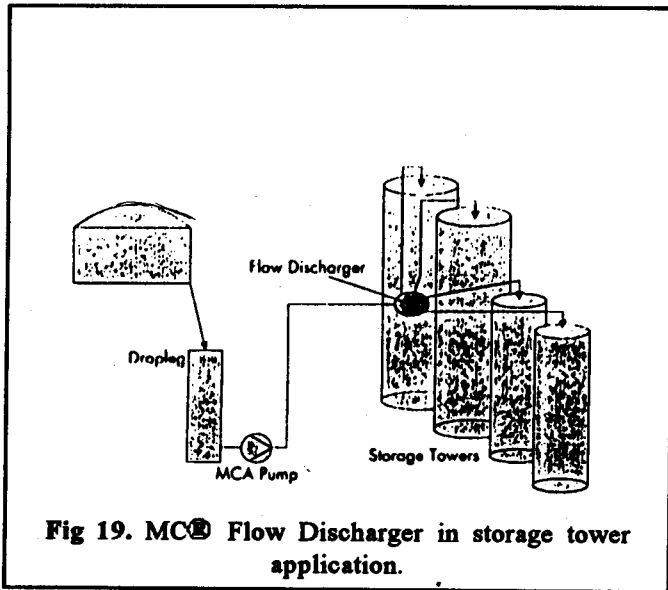 Flow Discharger
Dropleg
MCA Pump
Storage Towers
Fig 19. MC® Flow Discharger in storage tower
application.